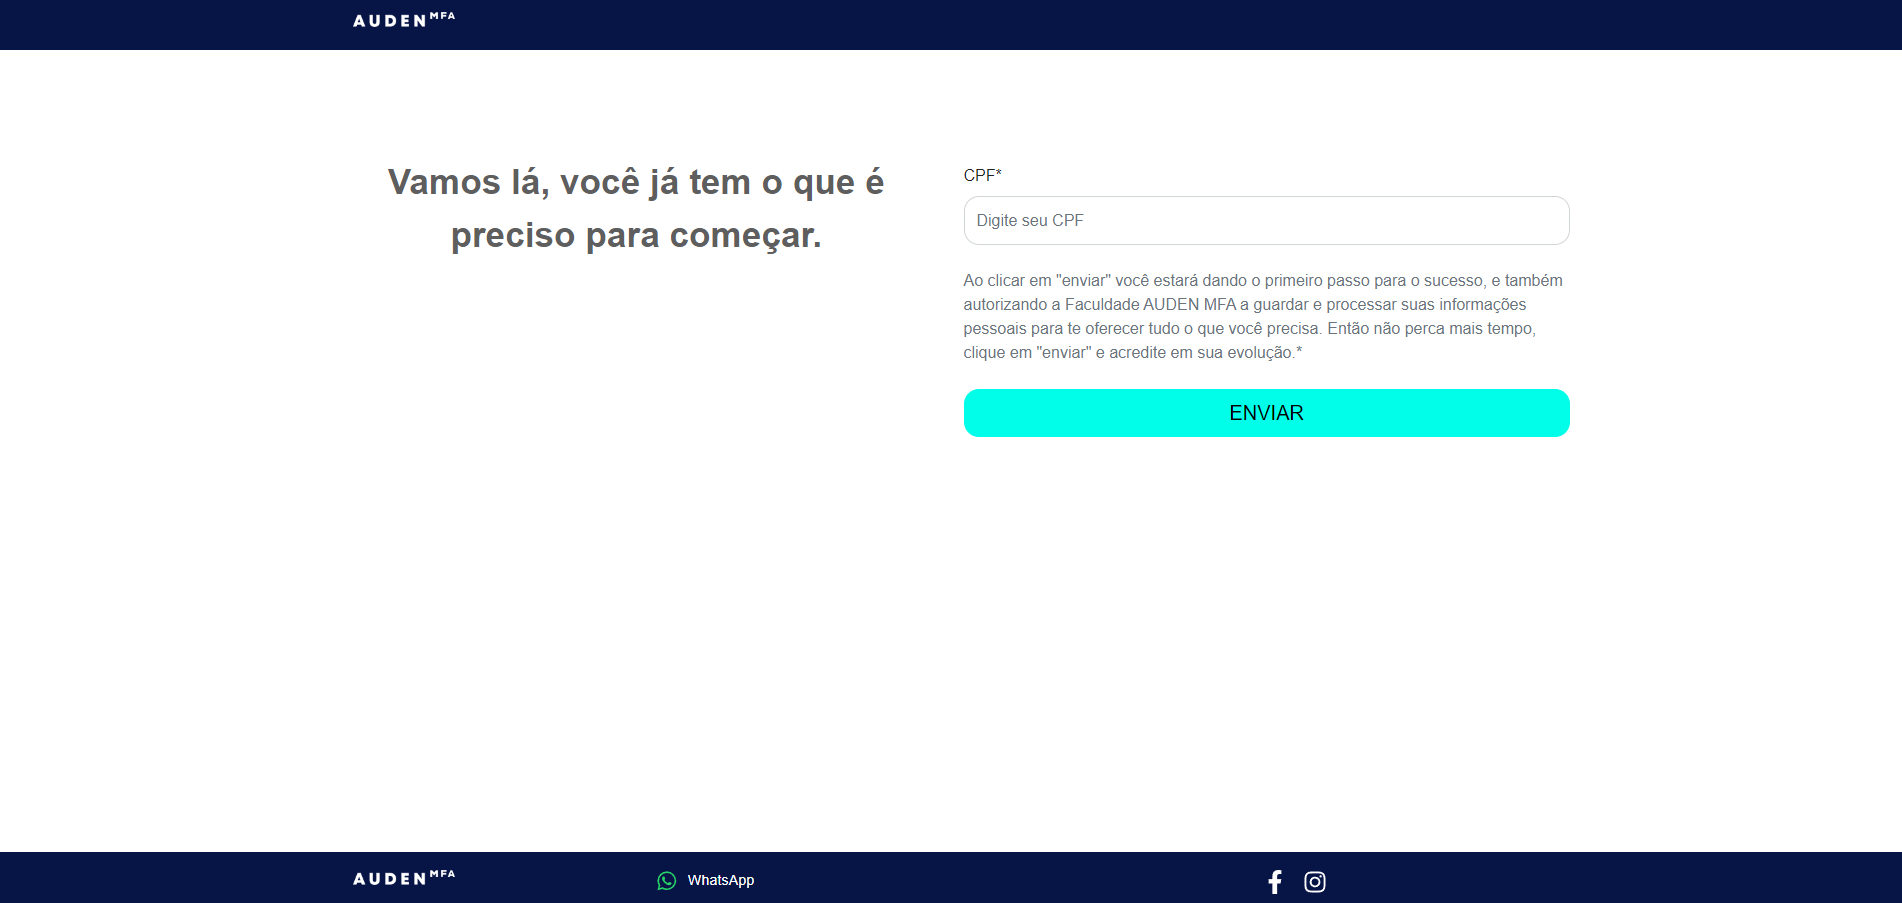 AUDEN MFA
Vamos lá, você já tem o que é
preciso para começar.
CPF*
Digite seu CPF
Ao clicar em "enviar" você estará dando o primeiro passo para o sucesso, e também
autorizando a Faculdade AUDEN MFA a guardar e processar suas informações
pessoais para te oferecer tudo o que você precisa. Então não perca mais tempo,
clique em "enviar" e acredite em sua evolução.*
ENVIAR
AUDEN MFA
WhatsApp